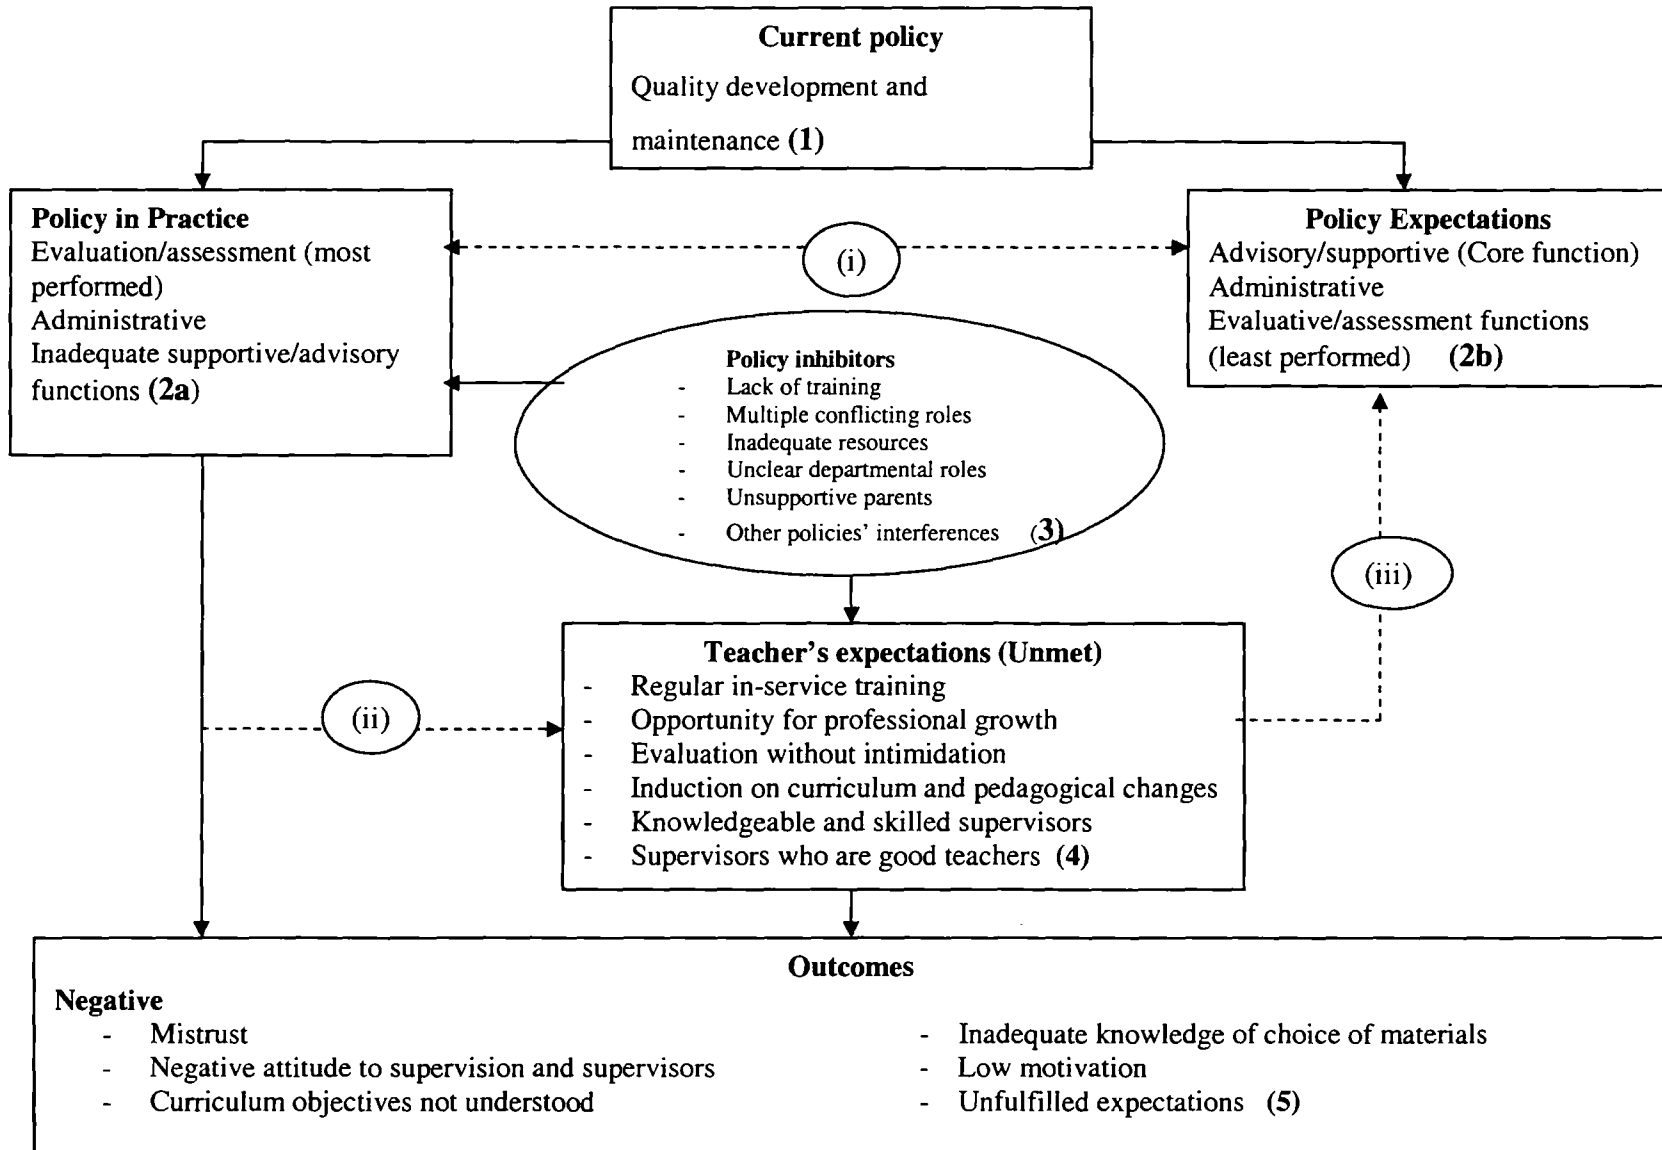 Current policy
Quality development and
maintenance (1)
Policy in Practice
Evaluation/assessment (most
performed)
Administrative
Inadequate supportive/advisory
functions (2a)
(i)
Policy Expectations
Advisory/supportive (Core function)
Administrative
Evaluative/assessment functions
(least performed) (2b)
Policy inhibitors
- Lack of training
- Multiple conflicting roles
- Inadequate resources
- Unclear departmental roles
- Unsupportive parents
- Other policies' interferences (3)
(iii)
(ii)
Teacher's expectations (Unmet)
- Regular in-service training
- Opportunity for professional growth
- Evaluation without intimidation
- Induction on curriculum and pedagogical changes
- Knowledgeable and skilled supervisors
- Supervisors who are good teachers (4)
Outcomes
Negative
- Mistrust
- Negative attitude to supervision and supervisors
- Curriculum objectives not understood
- Inadequate knowledge of choice of materials
- Low motivation
- Unfulfilled expectations (5)